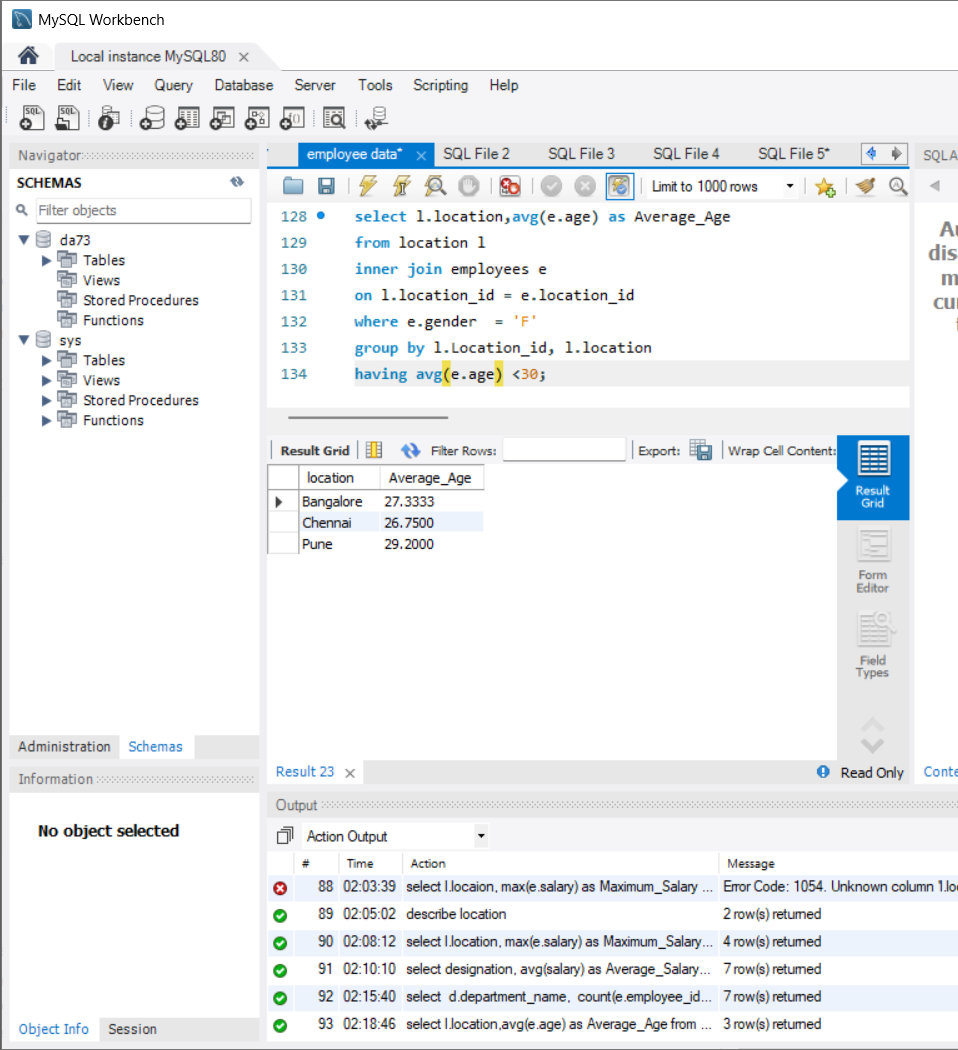 MySQL Workbench
Local instance MySQL80
File Edit View Query Database Server Tools Scripting Help
Navigator
SCHEMAS
Filter objects
da73
Tables
Views
Stored Procedures
Functions
sys
Tables
Views
Stored Procedures
Functions
Administration Schemas
Information
No object selected
Object Info Session
employee data* SQL File 2 SQL File 3 SQL File 4 SQL File 5*
Limit to 1000 rows
128 select l.location,avg(e.age) as Average_Age
129 from location l
130 inner join employees e
131 on l.location_id = e.location_id
132 where e.gender  = 'F'
133 group by l.Location_id, l.location
134 having avg(e.age) <30;
Result Grid Filter Rows: Export: Wrap Cell Content:
location Average_Age
Bangalore 27.3333
Chennai 26.7500
Pune 29.2000
Result
Grid
Form
Editor
Field
Types
Result 23 Read Only
Output
Action Output
# Time Action Message
88 02:03:39 select l.locaion, max(e.salary) as Maximum_Salary ... Error Code: 1054. Unknown column 'l.loc
89 02:05:02 describe location 2 row(s) returned
90 02:08:12 select l.location, max(e.salary) as Maximum_Salary... 4 row(s) returned
91 02:10:10 select designation, avg(salary) as Average_Salary... 7 row(s) returned
92 02:15:40 select  d.department_name,  count(e.employee_id... 7 row(s) returned
93 02:18:46 select l.location,avg(e.age) as Average_Age from ... 3 row(s) returned
SQLA
Au
dis
m
cur
Conte